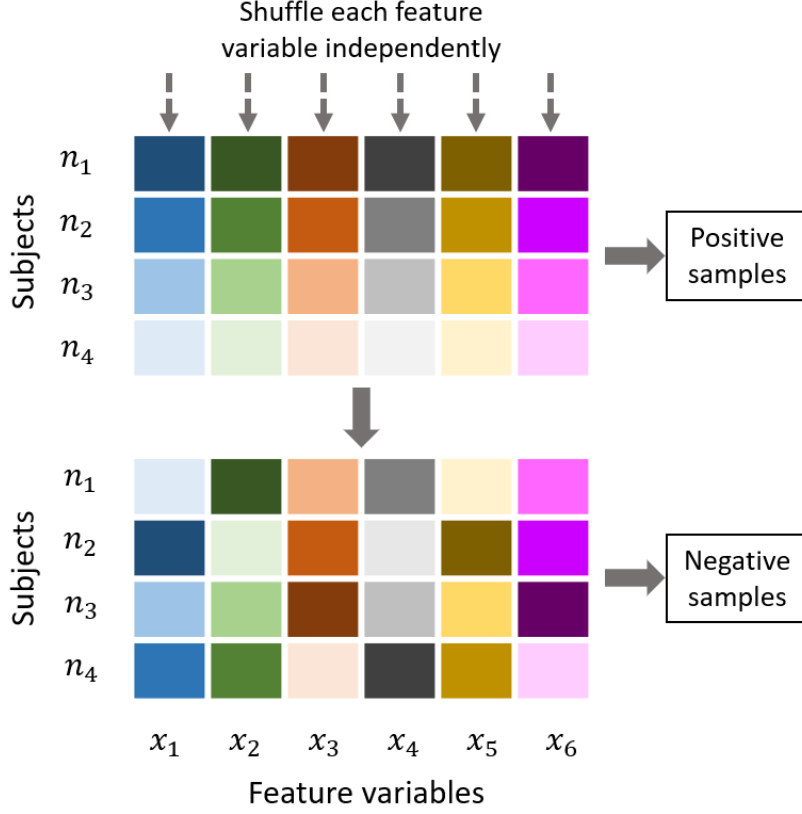 Shuffle each feature
variable independently
Subjects
n₁
n₂
n₃
n₄
Positive
samples
Subjects
n₁
n₂
n₃
n₄
Negative
samples
x₁ x₂ x₃ x₄ x₅ x₆
Feature variables